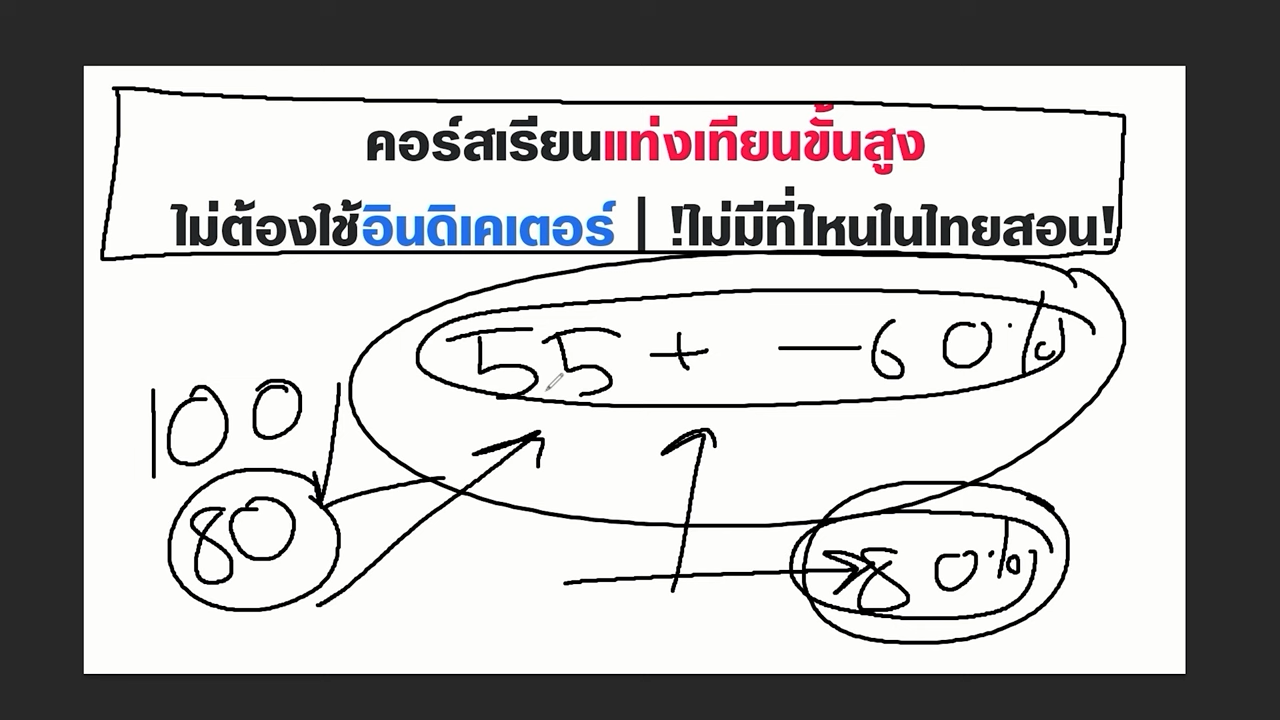 คอร์สเรียนแท่งเทียนขั้นสูง
ไม่ต้องใช้อินดิเคเตอร์ | !ไม่มีที่ไหนในไทยสอน!
55 + — 60%
100
80
80%